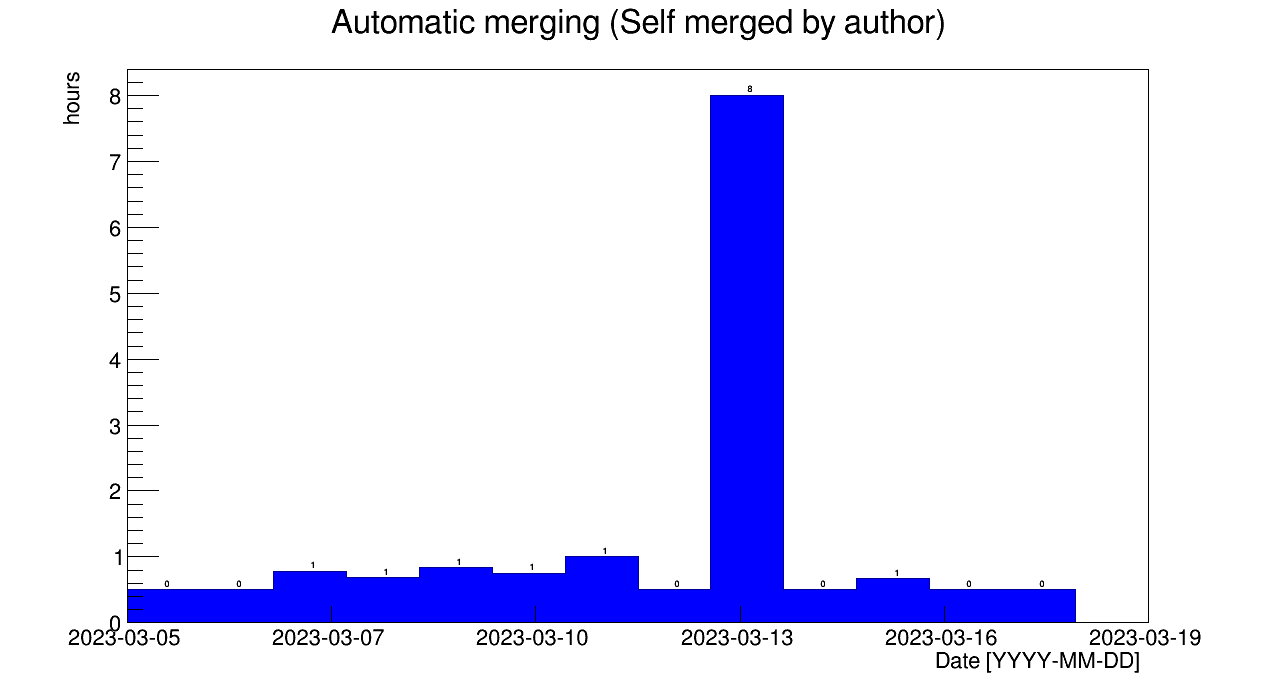 Automatic merging (Self merged by author)
hours
8
7
6
5
4
3
2
1
0
0 0 1 1 1 1 1 0 8 0 1 0 0
2023-03-05 2023-03-07 2023-03-10 2023-03-13 2023-03-16 2023-03-19
Date [YYYY-MM-DD]